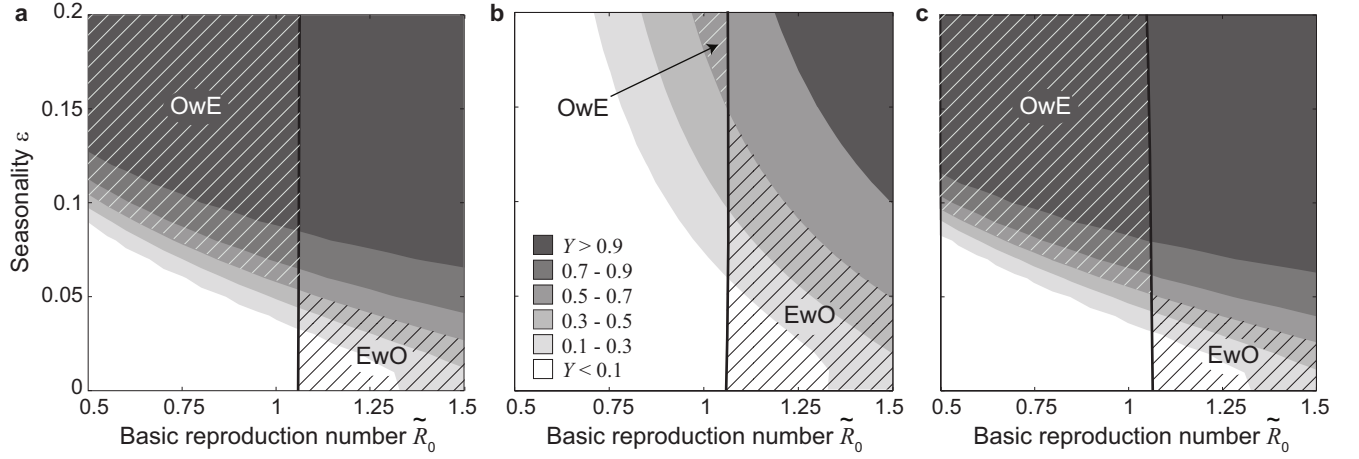 a
b
c
0.2
0.15
0.1
0.05
0
Seasonality ε
OwE
EwO
0.5 0.75 1 1.25 1.5
Basic reproduction number R̃0
OwE
EwO
Y > 0.9
0.7 - 0.9
0.5 - 0.7
0.3 - 0.5
0.1 - 0.3
Y < 0.1
0.5 0.75 1 1.25 1.5
Basic reproduction number R̃0
OwE
EwO
0.5 0.75 1 1.25 1.5
Basic reproduction number R̃0